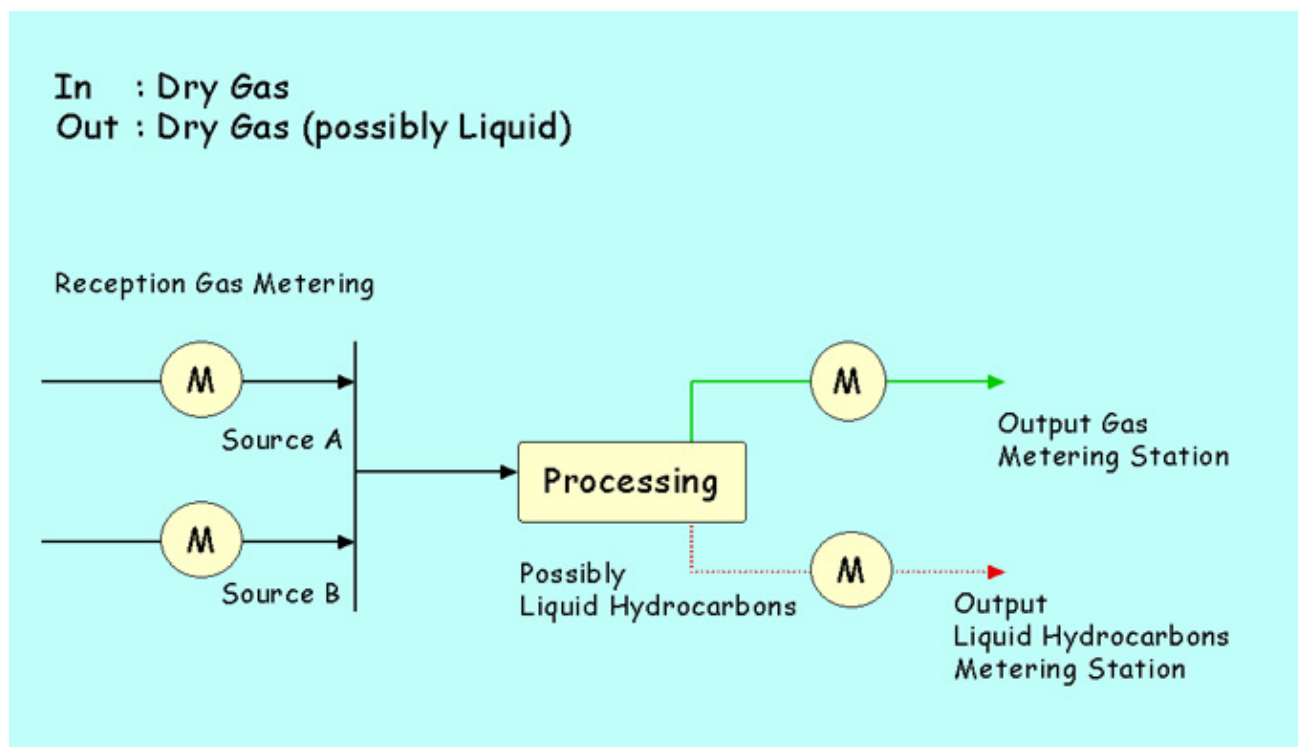 In : Dry Gas
Out : Dry Gas (possibly Liquid)
Reception Gas Metering
M
Source A
M
Source B
Processing
M
Output Gas
Metering Station
Possibly
Liquid Hydrocarbons
M
Output
Liquid Hydrocarbons
Metering Station